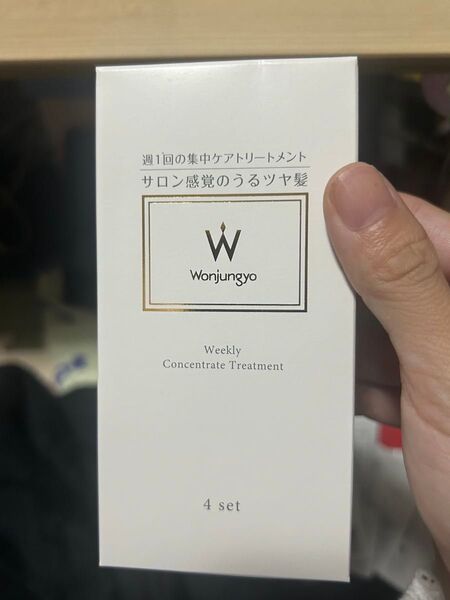 週1回の集中ケアトリートメント
サロン感覚のうるツヤ髪
W
Wonjungyo
Weekly
Concentrate Treatment
4 set